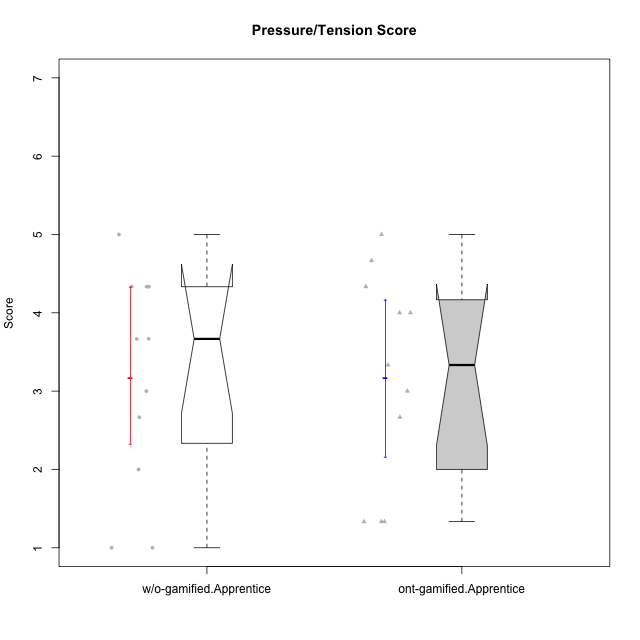 Pressure/Tension Score
7
6
5
4
3
2
1
Score
w/o-gamified.Apprentice
ont-gamified.Apprentice